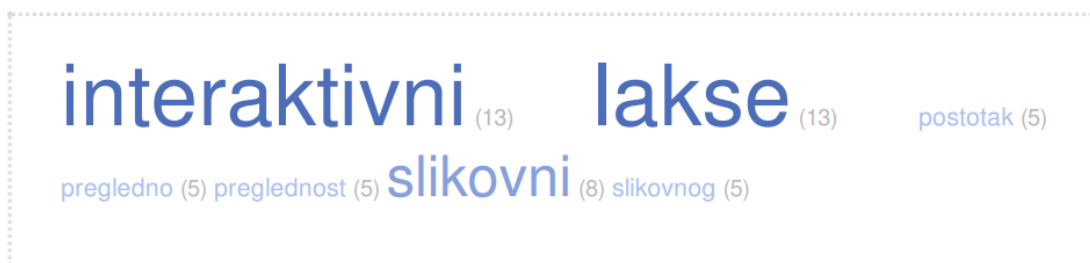 interaktivni (13) lakse (13) postotak (5)
pregledno (5) preglednost (5) slikovni (8) slikovnog (5)